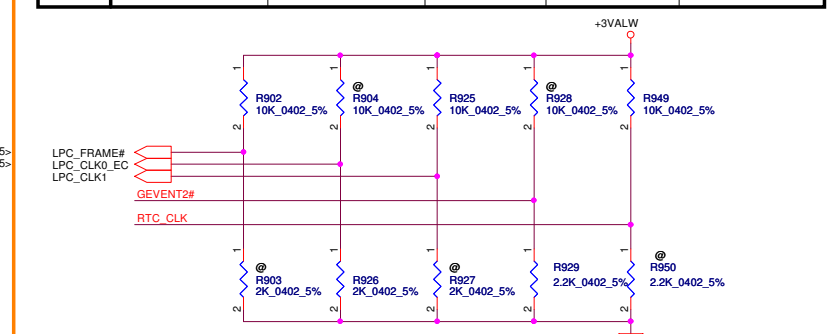 +3VALW
1 1 1 1 1
@ @
R902 R904 R925 R928 R949
10K_0402_5% 10K_0402_5% 10K_0402_5% 10K_0402_5% 10K_0402_5%
2 2 2 2 2
5> LPC_FRAME#
5> LPC_CLK0_EC
LPC_CLK1
GEVENT2#
RTC_CLK
1 1 1 1 1
@ @ @
R903 R926 R927 R929 R950
2K_0402_5% 2K_0402_5% 2K_0402_5% 2.2K_0402_5% 2.2K_0402_5%
2 2 2 2 2